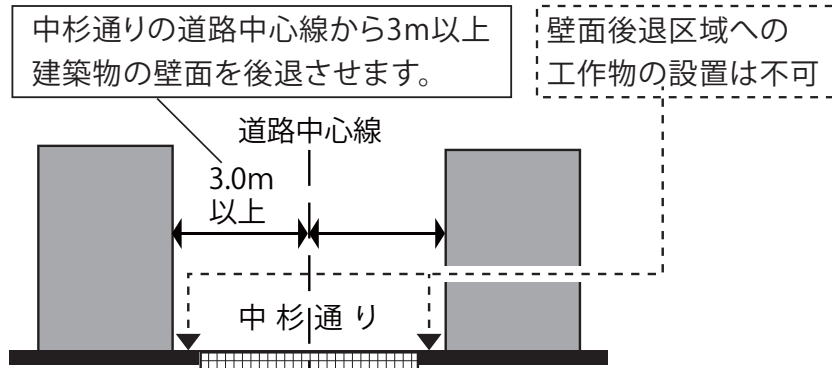 中杉通りの道路中心線から3m以上
建築物の壁面を後退させます。
壁面後退区域への
工作物の設置は不可
道路中心線
3.0m
以上
中杉通り